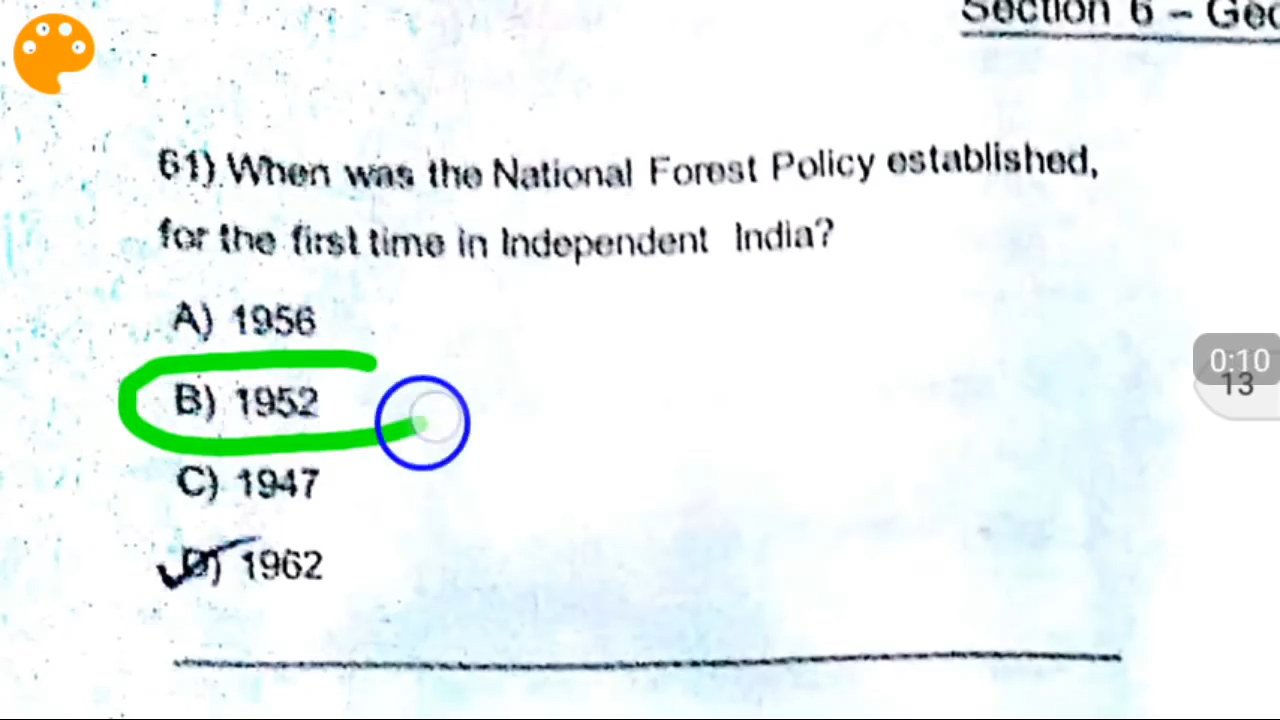 Section 6 – Geo
61) When was the National Forest Policy established,
for the first time in Independent India?
A) 1956
B) 1952
C) 1947
D) 1962
0:10
13